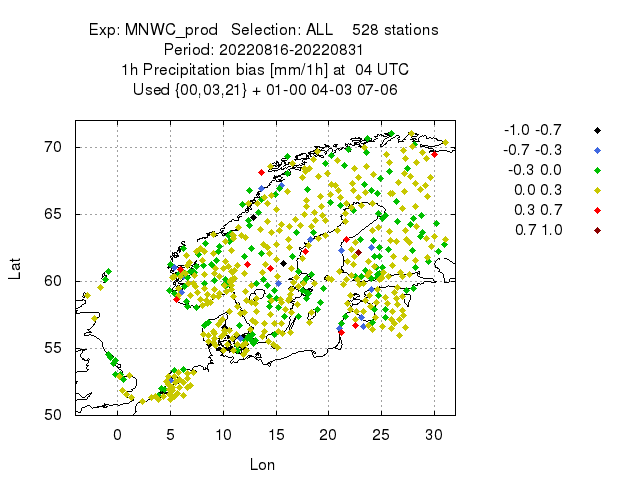 Exp: MNWC_prod   Selection: ALL    528 stations
Period: 20220816-20220831
1h Precipitation bias [mm/1h] at  04 UTC
Used {00,03,21} + 01-00 04-03 07-06
-1.0 -0.7
-0.7 -0.3
-0.3 0.0
0.0 0.3
0.3 0.7
0.7 1.0
70
65
60
55
50
Lat
0 5 10 15 20 25 30
Lon